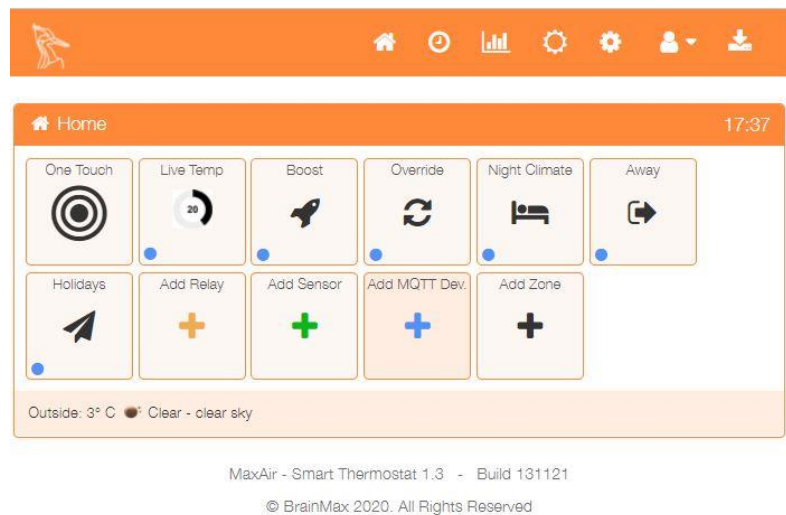 Home 17:37
One Touch Live Temp Boost Override Night Climate Away
20
Holidays Add Relay Add Sensor Add MQTT Dev. Add Zone
Outside: 3° C Clear - clear sky
MaxAir - Smart Thermostat 1.3 - Build 131121
© BrainMax 2020. All Rights Reserved